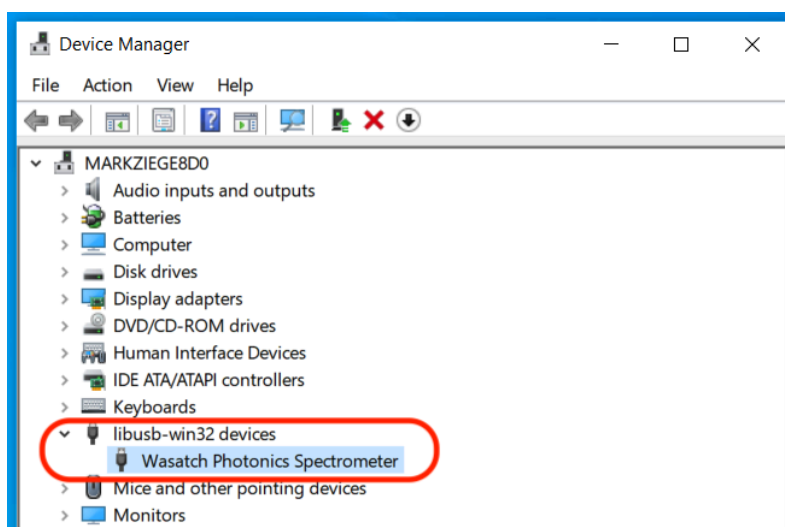 Device Manager
File Action View Help
MARKZIEGE8D0
Audio inputs and outputs
Batteries
Computer
Disk drives
Display adapters
DVD/CD-ROM drives
Human Interface Devices
IDE ATA/ATAPI controllers
Keyboards
libusb-win32 devices
Wasatch Photonics Spectrometer
Mice and other pointing devices
Monitors